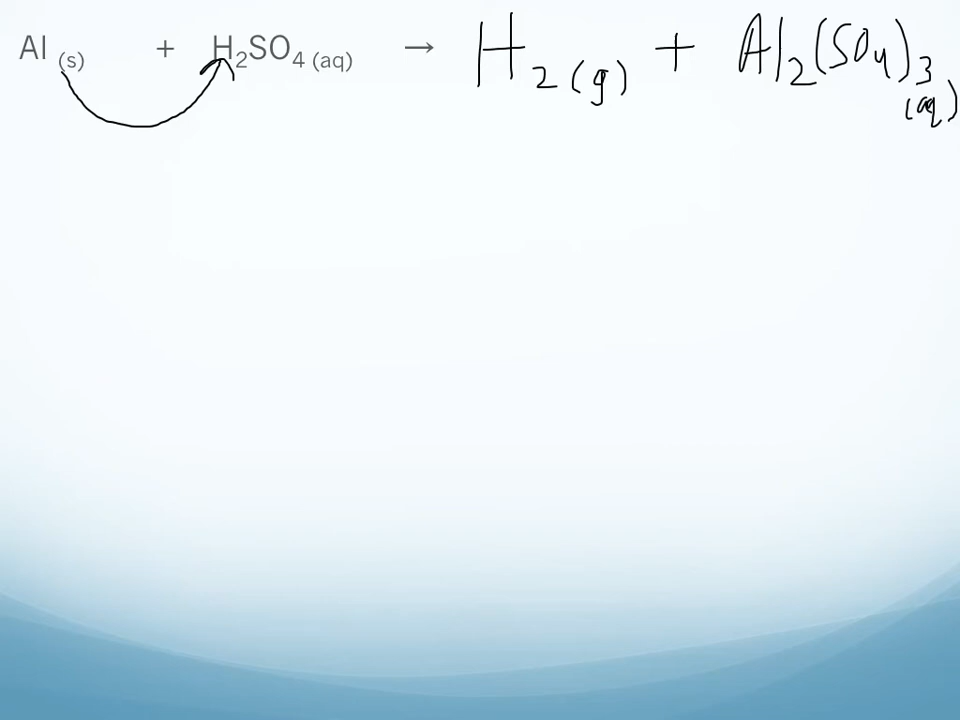 Al (s) + H2SO4 (aq) → H2(g) + Al2(SO4)3 (aq)